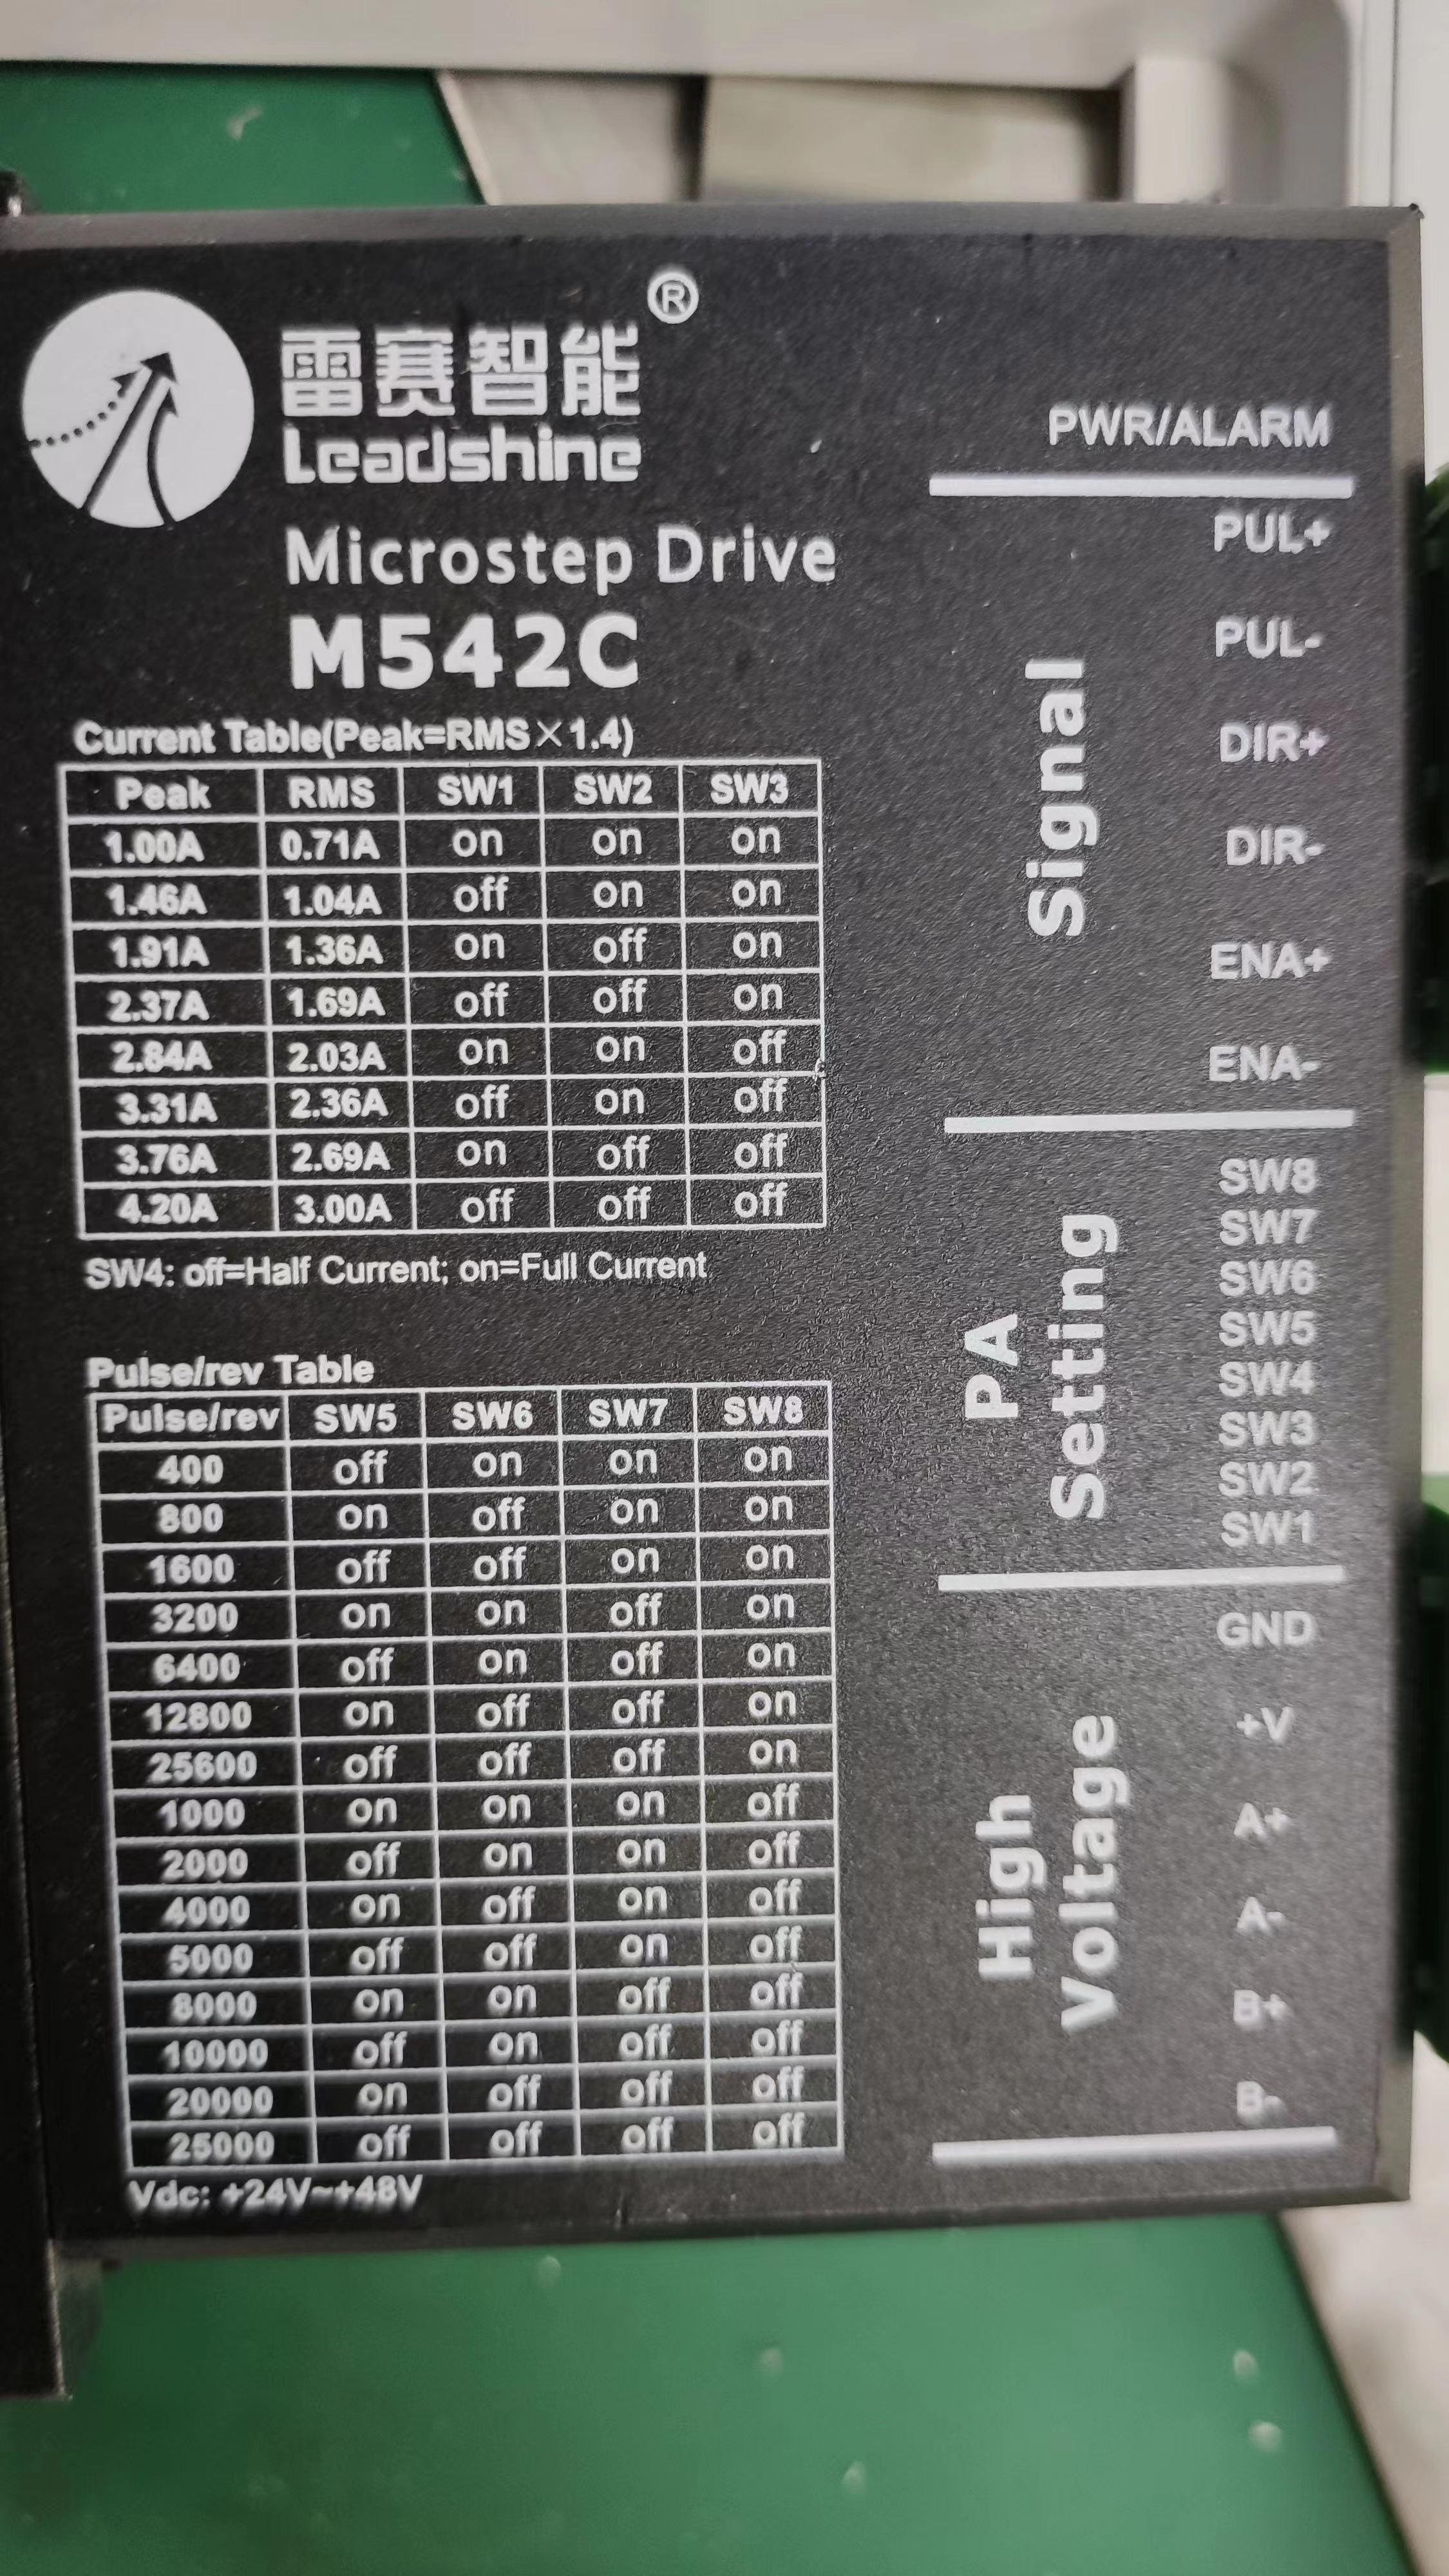 ®
雷赛智能
Leadshine
Microstep Drive
M542C
Current Table(Peak=RMS×1.4)
Peak RMS SW1 SW2 SW3
1.00A 0.71A on on on
1.46A 1.04A off on on
1.91A 1.36A on off on
2.37A 1.69A off off on
2.84A 2.03A on on off
3.31A 2.36A off on off
3.76A 2.69A on off off
4.20A 3.00A off off off
SW4: off=Half Current; on=Full Current
Pulse/rev Table
Pulse/rev SW5 SW6 SW7 SW8
400 off on on on
800 on off on on
1600 off off on on
3200 on on off on
6400 off on off on
12800 on off off on
25600 off off off on
1000 on on on off
2000 off on on off
4000 on off on off
5000 off off on off
8000 on on off off
10000 off on off off
20000 on off off off
25000 off off off off
Vdc: +24V~+48V
PWR/ALARM
Signal
PUL+
PUL-
DIR+
DIR-
ENA+
ENA-
PA
Setting
SW8
SW7
SW6
SW5
SW4
SW3
SW2
SW1
High
Voltage
GND
+V
A+
A-
B+
B-